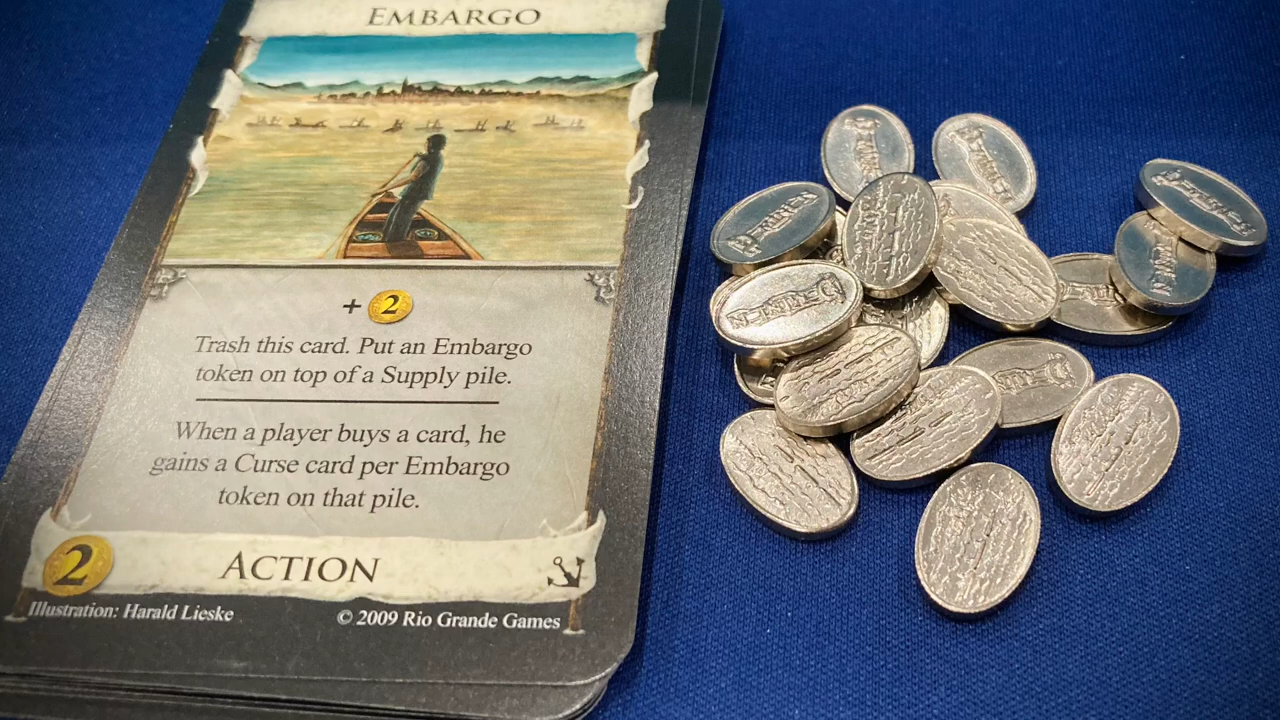 EMBARGO
+ 2
Trash this card. Put an Embargo
token on top of a Supply pile.
When a player buys a card, he
gains a Curse card per Embargo
token on that pile.
2 ACTION
Illustration: Harald Lieske © 2009 Rio Grande Games